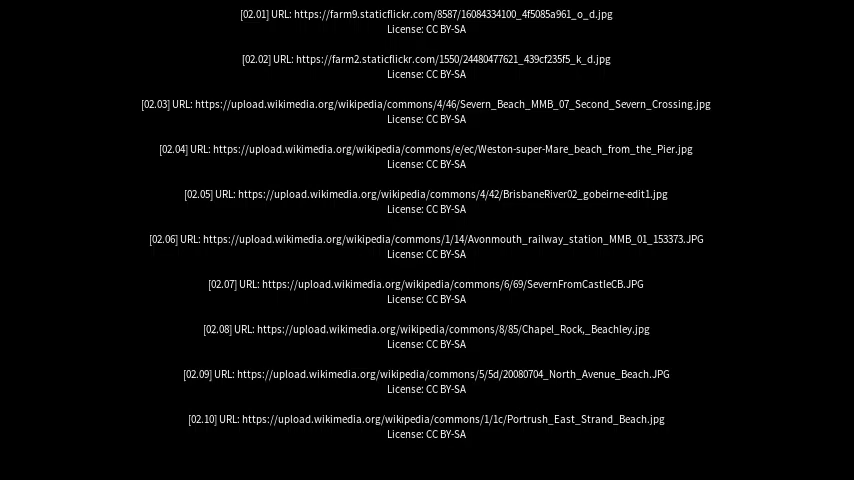 [02.01] URL: https://farm9.staticflickr.com/8587/16084334100_4f5085a961_o_d.jpg
License: CC BY-SA
[02.02] URL: https://farm2.staticflickr.com/1550/24480477621_439cf235f5_k_d.jpg
License: CC BY-SA
[02.03] URL: https://upload.wikimedia.org/wikipedia/commons/4/46/Severn_Beach_MMB_07_Second_Severn_Crossing.jpg
License: CC BY-SA
[02.04] URL: https://upload.wikimedia.org/wikipedia/commons/e/ec/Weston-super-Mare_beach_from_the_Pier.jpg
License: CC BY-SA
[02.05] URL: https://upload.wikimedia.org/wikipedia/commons/4/42/BrisbaneRiver02_gobeirne-edit1.jpg
License: CC BY-SA
[02.06] URL: https://upload.wikimedia.org/wikipedia/commons/1/14/Avonmouth_railway_station_MMB_01_153373.JPG
License: CC BY-SA
[02.07] URL: https://upload.wikimedia.org/wikipedia/commons/6/69/SevernFromCastleCB.JPG
License: CC BY-SA
[02.08] URL: https://upload.wikimedia.org/wikipedia/commons/8/85/Chapel_Rock,_Beachley.jpg
License: CC BY-SA
[02.09] URL: https://upload.wikimedia.org/wikipedia/commons/5/5d/20080704_North_Avenue_Beach.JPG
License: CC BY-SA
[02.10] URL: https://upload.wikimedia.org/wikipedia/commons/1/1c/Portrush_East_Strand_Beach.jpg
License: CC BY-SA